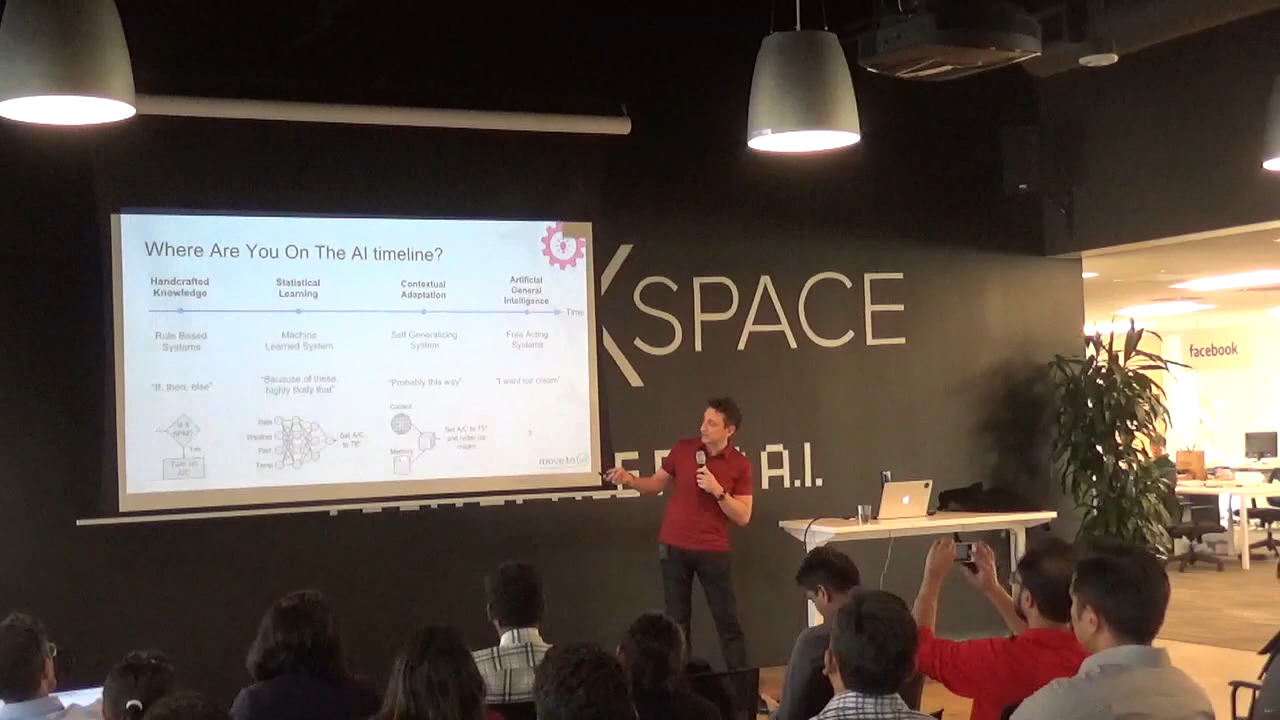 Where Are You On The AI timeline?
Handcrafted
Knowledge
Statistical
Learning
Contextual
Adaptation
Artificial
General
Intelligence
Time
Rule Based
Systems
Machine
Learned System
Self Generalizing
System
Free Acting
Systems
"If, then, else"
"Because of these,
highly likely that"
"Probably this way"
"I want ice cream"
Yes
Turn on
A/C
Set A/C
to 75°
Context
Memory
Set A/C to 75°
and order ice
cream
?
KSPACE
A.I.
facebook